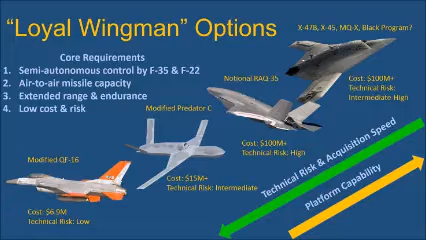 “Loyal Wingman” Options
X-47B, X-45, MQ-X, Black Program?
Core Requirements
1. Semi-autonomous control by F-35 & F-22
2. Air-to-air missile capacity
3. Extended range & endurance
4. Low cost & risk
Cost: $100M+
Technical Risk:
Intermediate High
Notional RAQ-35
Modified Predator C
Cost: $100M+
Technical Risk: High
Modified QF-16
Cost: $15M+
Technical Risk: Intermediate
Cost: $6.9M
Technical Risk: Low
Technical Risk & Acquisition Speed
Platform Capability